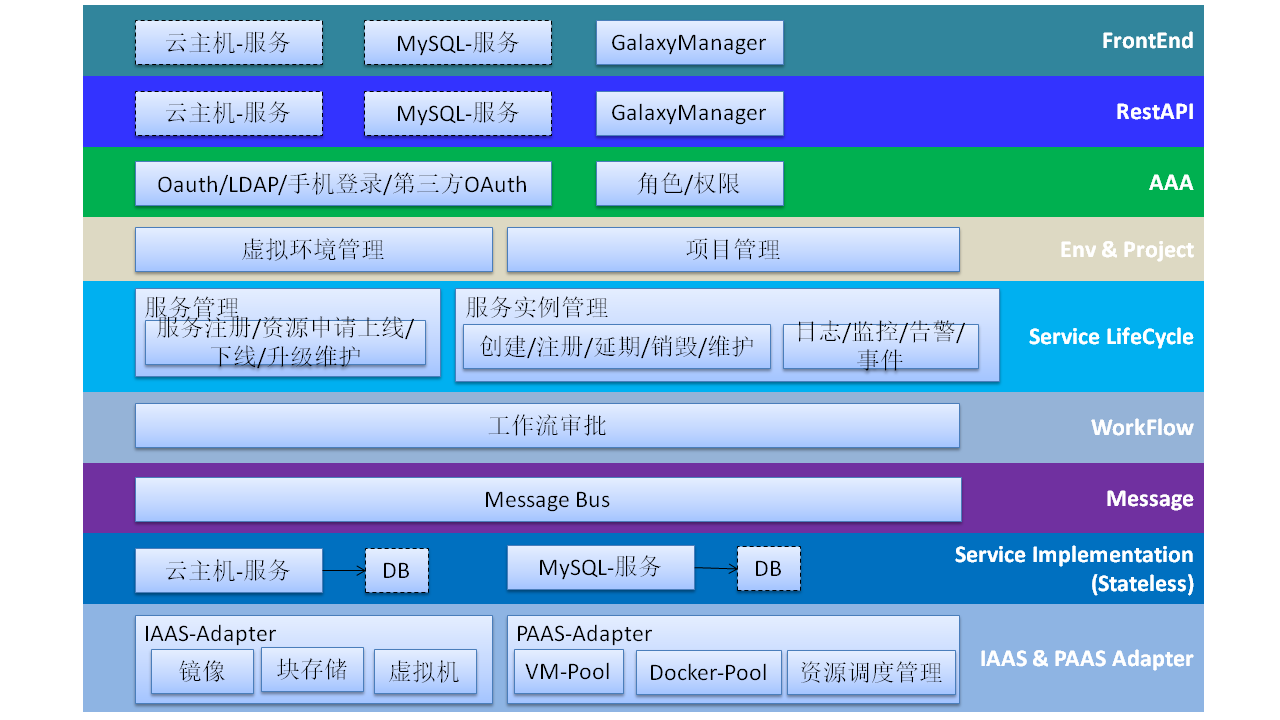 云主机-服务
MySQL-服务
GalaxyManager
FrontEnd
云主机-服务
MySQL-服务
GalaxyManager
RestAPI
Oauth/LDAP/手机登录/第三方OAuth
角色/权限
AAA
虚拟环境管理
项目管理
Env & Project
服务管理
服务注册/资源申请上线/
下线/升级维护
服务实例管理
创建/注册/延期/销毁/维护
日志/监控/告警/
事件
Service LifeCycle
工作流审批
WorkFlow
Message Bus
Message
云主机-服务
DB
MySQL-服务
DB
Service Implementation
(Stateless)
IAAS-Adapter
镜像
块存储
虚拟机
PAAS-Adapter
VM-Pool
Docker-Pool
资源调度管理
IAAS & PAAS Adapter